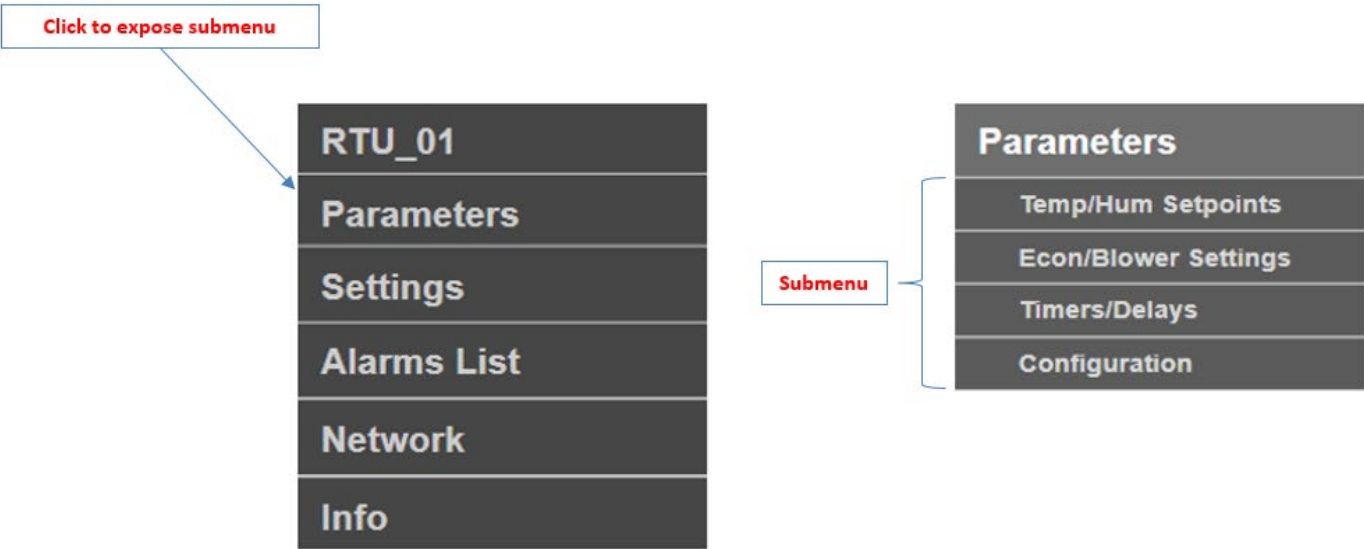 Click to expose submenu
RTU_01
Parameters
Settings
Alarms List
Network
Info
Submenu
Parameters
Temp/Hum Setpoints
Econ/Blower Settings
Timers/Delays
Configuration